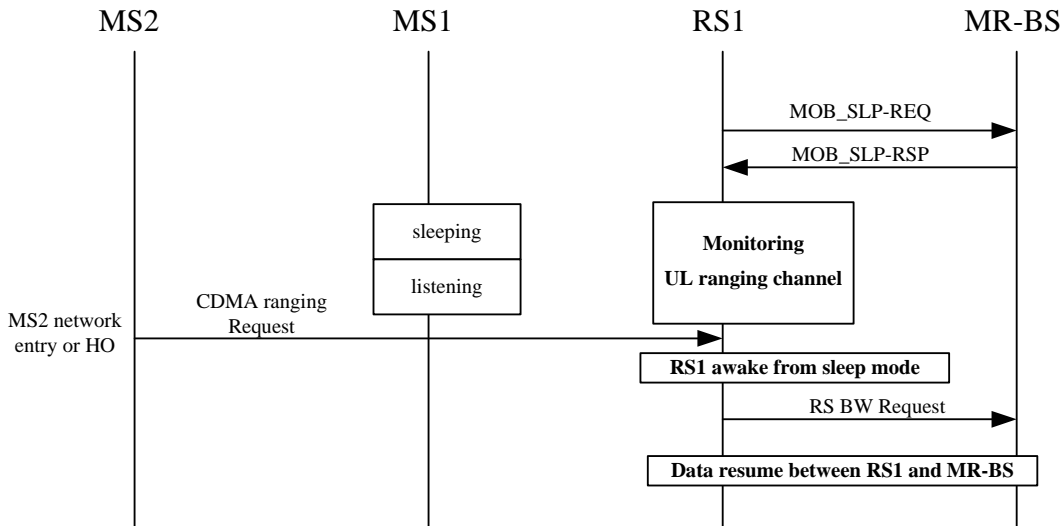 MS2
MS1
RS1
MR-BS
MOB_SLP-REQ
MOB_SLP-RSP
sleeping
Monitoring
UL ranging channel
listening
CDMA ranging
Request
MS2 network
entry or HO
RS1 awake from sleep mode
RS BW Request
Data resume between RS1 and MR-BS